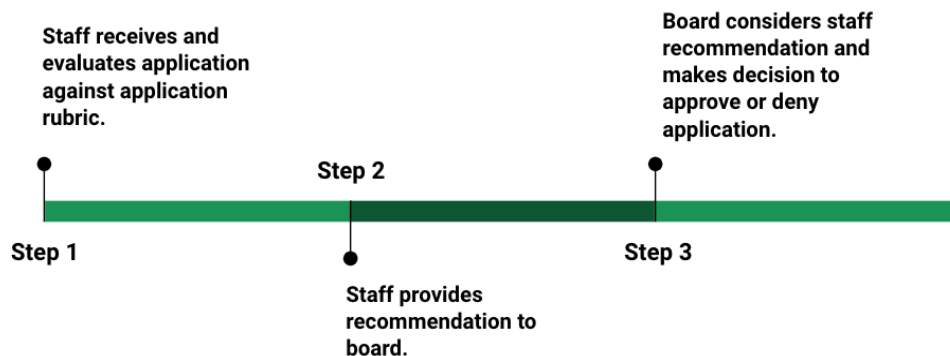 Staff receives and
evaluates application
against application
rubric.
Step 1
Step 2
Staff provides
recommendation to
board.
Board considers staff
recommendation and
makes decision to
approve or deny
application.
Step 3